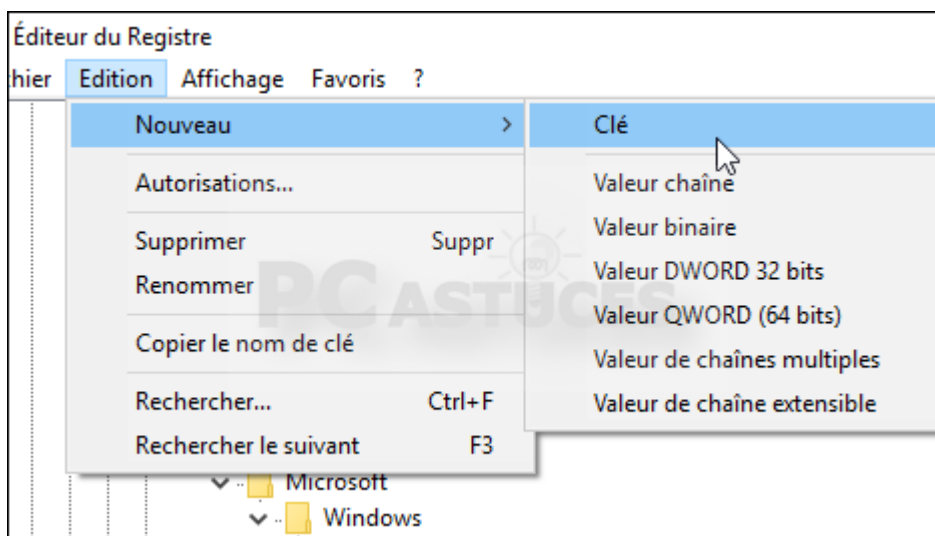 Éditeur du Registre
hier Edition Affichage Favoris ?
Nouveau
Autorisations...
Supprimer Suppr
Renommer
Copier le nom de clé
Rechercher... Ctrl+F
Rechercher le suivant F3
Clé
Valeur chaîne
Valeur binaire
Valeur DWORD 32 bits
Valeur QWORD (64 bits)
Valeur de chaînes multiples
Valeur de chaîne extensible
PC ASTUCES
Microsoft
Windows